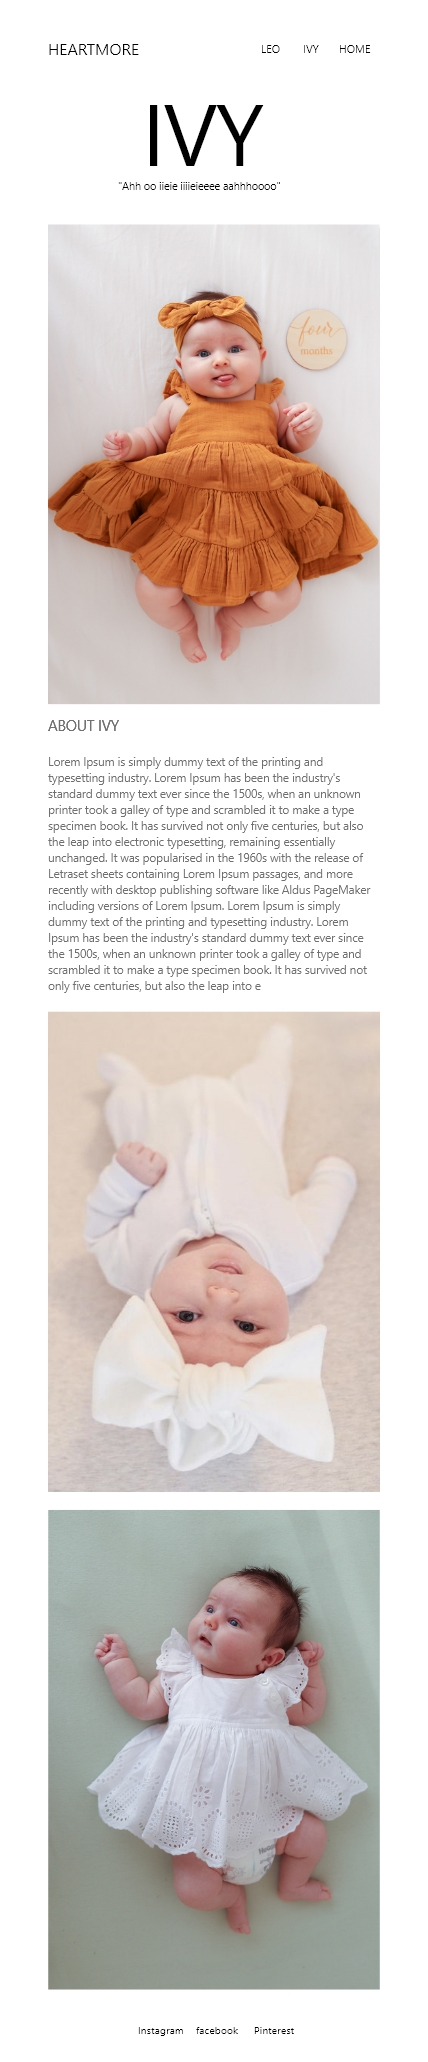 HEARTMORE LEO IVY HOME
IVY
"Ahh oo iieie iiiieieeee aahhhoooo"
four
months
ABOUT IVY
Lorem Ipsum is simply dummy text of the printing and
typesetting industry. Lorem Ipsum has been the industry's
standard dummy text ever since the 1500s, when an unknown
printer took a galley of type and scrambled it to make a type
specimen book. It has survived not only five centuries, but also
the leap into electronic typesetting, remaining essentially
unchanged. It was popularised in the 1960s with the release of
Letraset sheets containing Lorem Ipsum passages, and more
recently with desktop publishing software like Aldus PageMaker
including versions of Lorem Ipsum. Lorem Ipsum is simply
dummy text of the printing and typesetting industry. Lorem
Ipsum has been the industry's standard dummy text ever since
the 1500s, when an unknown printer took a galley of type and
scrambled it to make a type specimen book. It has survived not
only five centuries, but also the leap into e
Instagram facebook Pinterest